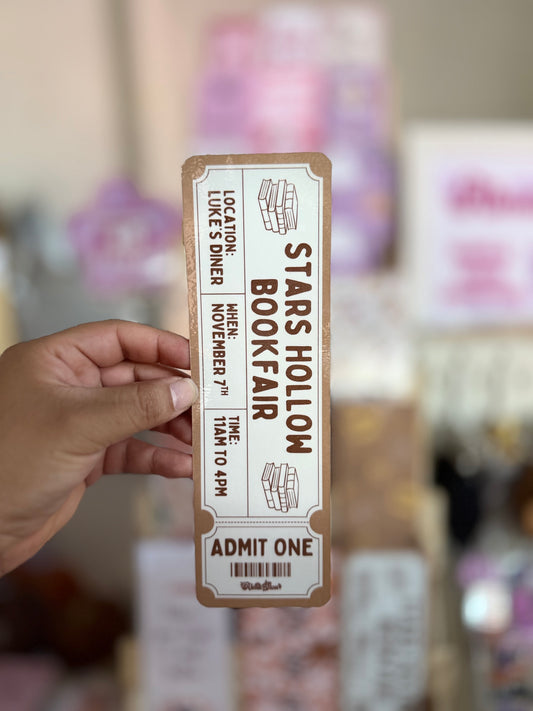 STARS HOLLOW
BOOKFAIR
LOCATION:
LUKE'S DINER
WHEN:
NOVEMBER 7TH
TIME:
11AM TO 4PM
ADMIT ONE